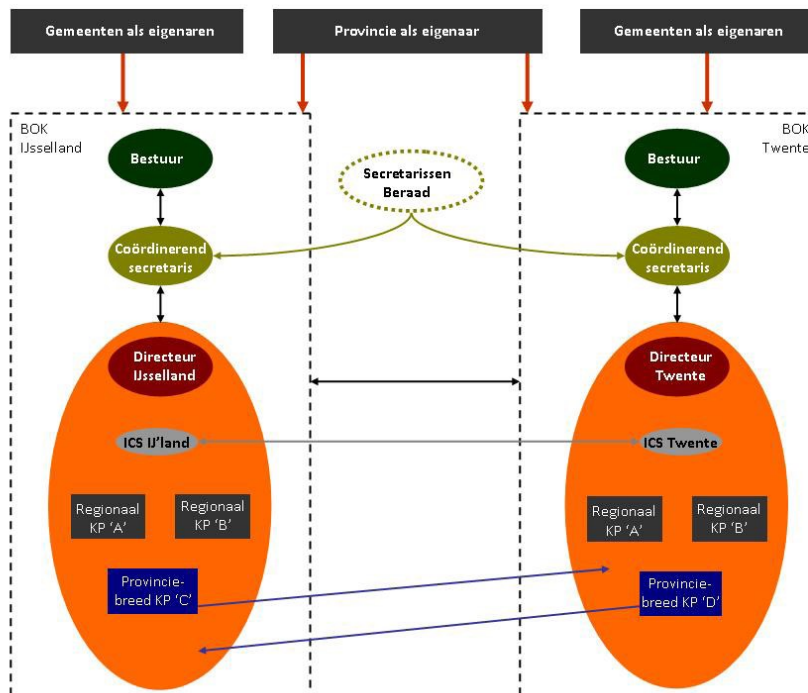 Gemeenten als eigenaren
Provincie als eigenaar
Gemeenten als eigenaren
BOK
IJsselland
BOK
Twente
Bestuur
Bestuur
Secretarissen
Beraad
Coördinerend
secretaris
Coördinerend
secretaris
Directeur
IJsselland
Directeur
Twente
ICS IJ'land
ICS Twente
Regionaal
KP ‘A’
Regionaal
KP ‘B’
Regionaal
KP ‘A’
Regionaal
KP ‘B’
Provincie-
breed KP ‘C’
Provincie-
breed KP ‘D’